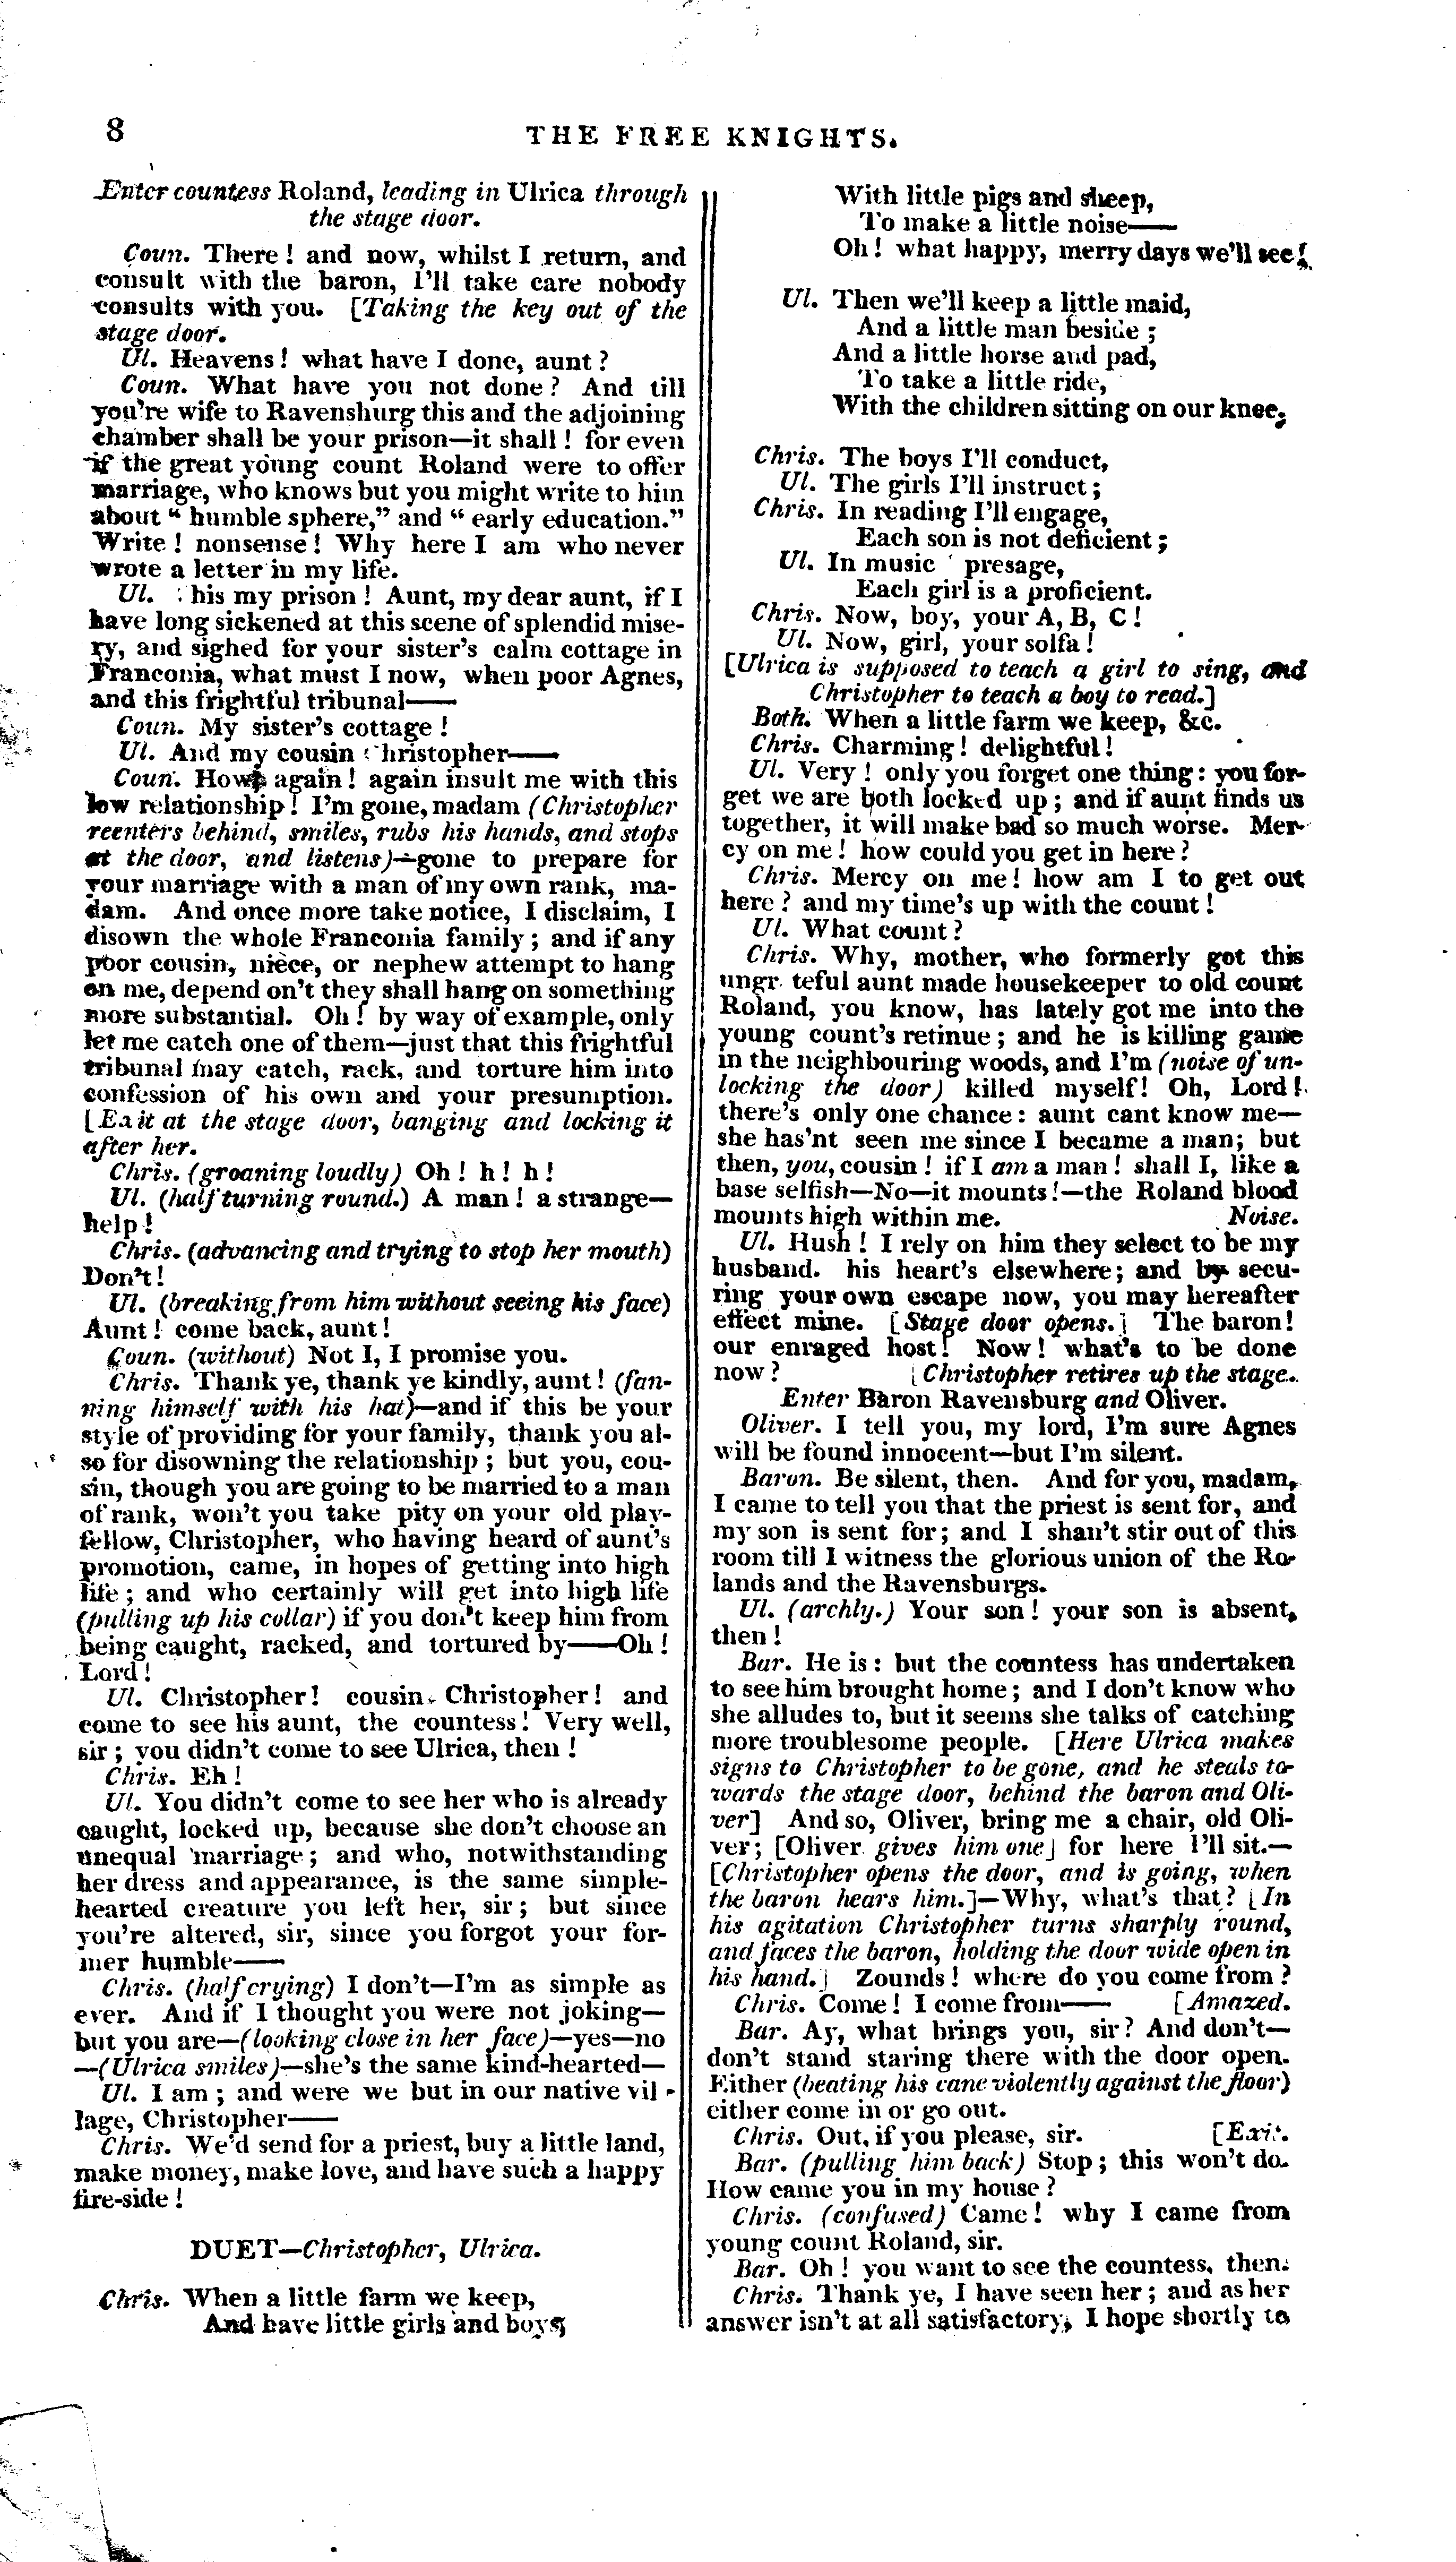 8
THE FREE KNIGHTS.
Enter countess Roland, leading in Ulrica through
the stage door.
Coun. There! and now, whilst I return, and
consult with the baron, I'll take care nobody
consults with you. [Taking the key out of the
stage door.
Ul. Heavens! what have I done, aunt?
Coun. What have you not done? And till
you're wife to Ravensburg this and the adjoining
chamber shall be your prison—it shall! for even
if the great young count Roland were to offer
marriage, who knows but you might write to him
about "humble sphere," and "early education."
Write! nonsense! Why here I am who never
wrote a letter in my life.
Ul. his my prison! Aunt, my dear aunt, if I
have long sickened at this scene of splendid mise-
ry, and sighed for your sister's calm cottage in
Franconia, what must I now, when poor Agnes,
and this frightful tribunal——
Coun. My sister's cottage!
Ul. And my cousin Christopher——
Coun. How, again! again insult me with this
low relationship! I'm gone, madam (Christopher
reenters behind, smiles, rubs his hands, and stops
at the door, and listens)—gone to prepare for
your marriage with a man of my own rank, ma-
dam. And once more take notice, I disclaim, I
disown the whole Franconia family; and if any
poor cousin, niece, or nephew attempt to hang
on me, depend on't they shall hang on something
more substantial. Oh! by way of example, only
let me catch one of them—just that this frightful
tribunal may catch, rack, and torture him into
confession of his own and your presumption.
[Exit at the stage door, banging and locking it
after her.
Chris. (groaning loudly) Oh! h! h!
Ul. (half turning round.) A man! a strange—
help!
Chris. (advancing and trying to stop her mouth)
Don't!
Ul. (breaking from him without seeing his face)
Aunt! come back, aunt!
Coun. (without) Not I, I promise you.
Chris. Thank ye, thank ye kindly, aunt! (fan-
ning himself with his hat)—and if this be your
style of providing for your family, thank you al-
so for disowning the relationship; but you, cou-
sin, though you are going to be married to a man
of rank, won't you take pity on your old play-
fellow, Christopher, who having heard of aunt's
promotion, came, in hopes of getting into high
life; and who certainly will get into high life
(pulling up his collar) if you don't keep him from
being caught, racked, and tortured by——Oh!
Lord!
Ul. Christopher! cousin Christopher! and
come to see his aunt, the countess! Very well,
sir; you didn't come to see Ulrica, then!
Chris. Eh!
Ul. You didn't come to see her who is already
caught, locked up, because she don't choose an
unequal marriage; and who, notwithstanding
her dress and appearance, is the same simple-
hearted creature you left her, sir; but since
you're altered, sir, since you forgot your for-
mer humble——
Chris. (half crying) I don't—I'm as simple as
ever. And if I thought you were not joking—
but you are—(looking close in her face)—yes—no
—(Ulrica smiles)—she's the same kind-hearted—
Ul. I am; and were we but in our native vil-
lage, Christopher——
Chris. We'd send for a priest, buy a little land,
make money, make love, and have such a happy
fire-side!
DUET—Christopher, Ulrica.
Chris. When a little farm we keep,
And have little girls and boys,
With little pigs and sheep,
To make a little noise——
Oh! what happy, merry days we'll see!
Ul. Then we'll keep a little maid,
And a little man beside;
And a little horse and pad,
To take a little ride,
With the children sitting on our knee.
Chris. The boys I'll conduct,
Ul. The girls I'll instruct;
Chris. In reading I'll engage,
Each son is not deficient;
Ul. In music presage,
Each girl is a proficient.
Chris. Now, boy, your A, B, C!
Ul. Now, girl, your solfa!
[Ulrica is supposed to teach a girl to sing, and
Christopher to teach a boy to read.]
Both. When a little farm we keep, &c.
Chris. Charming! delightful!
Ul. Very! only you forget one thing: you for-
get we are both locked up; and if aunt finds us
together, it will make bad so much worse. Mer-
cy on me! how could you get in here?
Chris. Mercy on me! how am I to get out
here? and my time's up with the count!
Ul. What count?
Chris. Why, mother, who formerly got this
ungr teful aunt made housekeeper to old count
Roland, you know, has lately got me into the
young count's retinue; and he is killing game
in the neighbouring woods, and I'm (noise of un-
locking the door) killed myself! Oh, Lord!
there's only one chance: aunt cant know me—
she has'nt seen me since I became a man; but
then, you, cousin! if I am a man! shall I, like a
base selfish—No—it mounts!—the Roland blood
mounts high within me. Noise.
Ul. Hush! I rely on him they select to be my
husband. his heart's elsewhere; and by secu-
ring your own escape now, you may hereafter
effect mine. [Stage door opens.] The baron!
our enraged host! Now! what's to be done
now? [Christopher retires up the stage.
Enter Baron Ravensburg and Oliver.
Oliver. I tell you, my lord, I'm sure Agnes
will be found innocent—but I'm silent.
Baron. Be silent, then. And for you, madam,
I came to tell you that the priest is sent for, and
my son is sent for; and I shan't stir out of this
room till I witness the glorious union of the Ro-
lands and the Ravensburgs.
Ul. (archly.) Your son! your son is absent,
then!
Bar. He is: but the countess has undertaken
to see him brought home; and I don't know who
she alludes to, but it seems she talks of catching
more troublesome people. [Here Ulrica makes
signs to Christopher to be gone, and he steals to-
wards the stage door, behind the baron and Oli-
ver] And so, Oliver, bring me a chair, old Oli-
ver; [Oliver gives him one] for here I'll sit.—
[Christopher opens the door, and is going, when
the baron hears him.]—Why, what's that? [In
his agitation Christopher turns sharply round,
and faces the baron, holding the door wide open in
his hand.] Zounds! where do you come from?
Chris. Come! I come from—— [Amazed.
Bar. Ay, what brings you, sir? And don't—
don't stand staring there with the door open.
Either (beating his cane violently against the floor)
either come in or go out.
Chris. Out, if you please, sir. [Exit.
Bar. (pulling him back) Stop; this won't do.
How came you in my house?
Chris. (confused) Came! why I came from
young count Roland, sir.
Bar. Oh! you want to see the countess, then.
Chris. Thank ye, I have seen her; and as her
answer isn't at all satisfactory, I hope shortly to